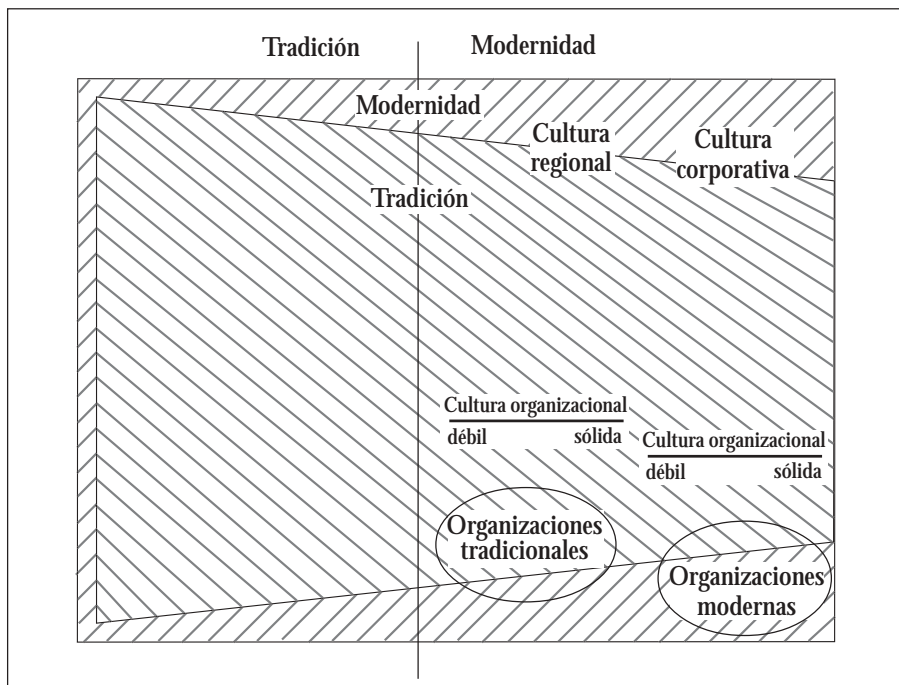 Tradición
Modernidad
Modernidad
Cultura
regional
Cultura
corporativa
Tradición
Cultura organizacional
débil sólida
Cultura organizacional
débil sólida
Organizaciones
tradicionales
Organizaciones
modernas